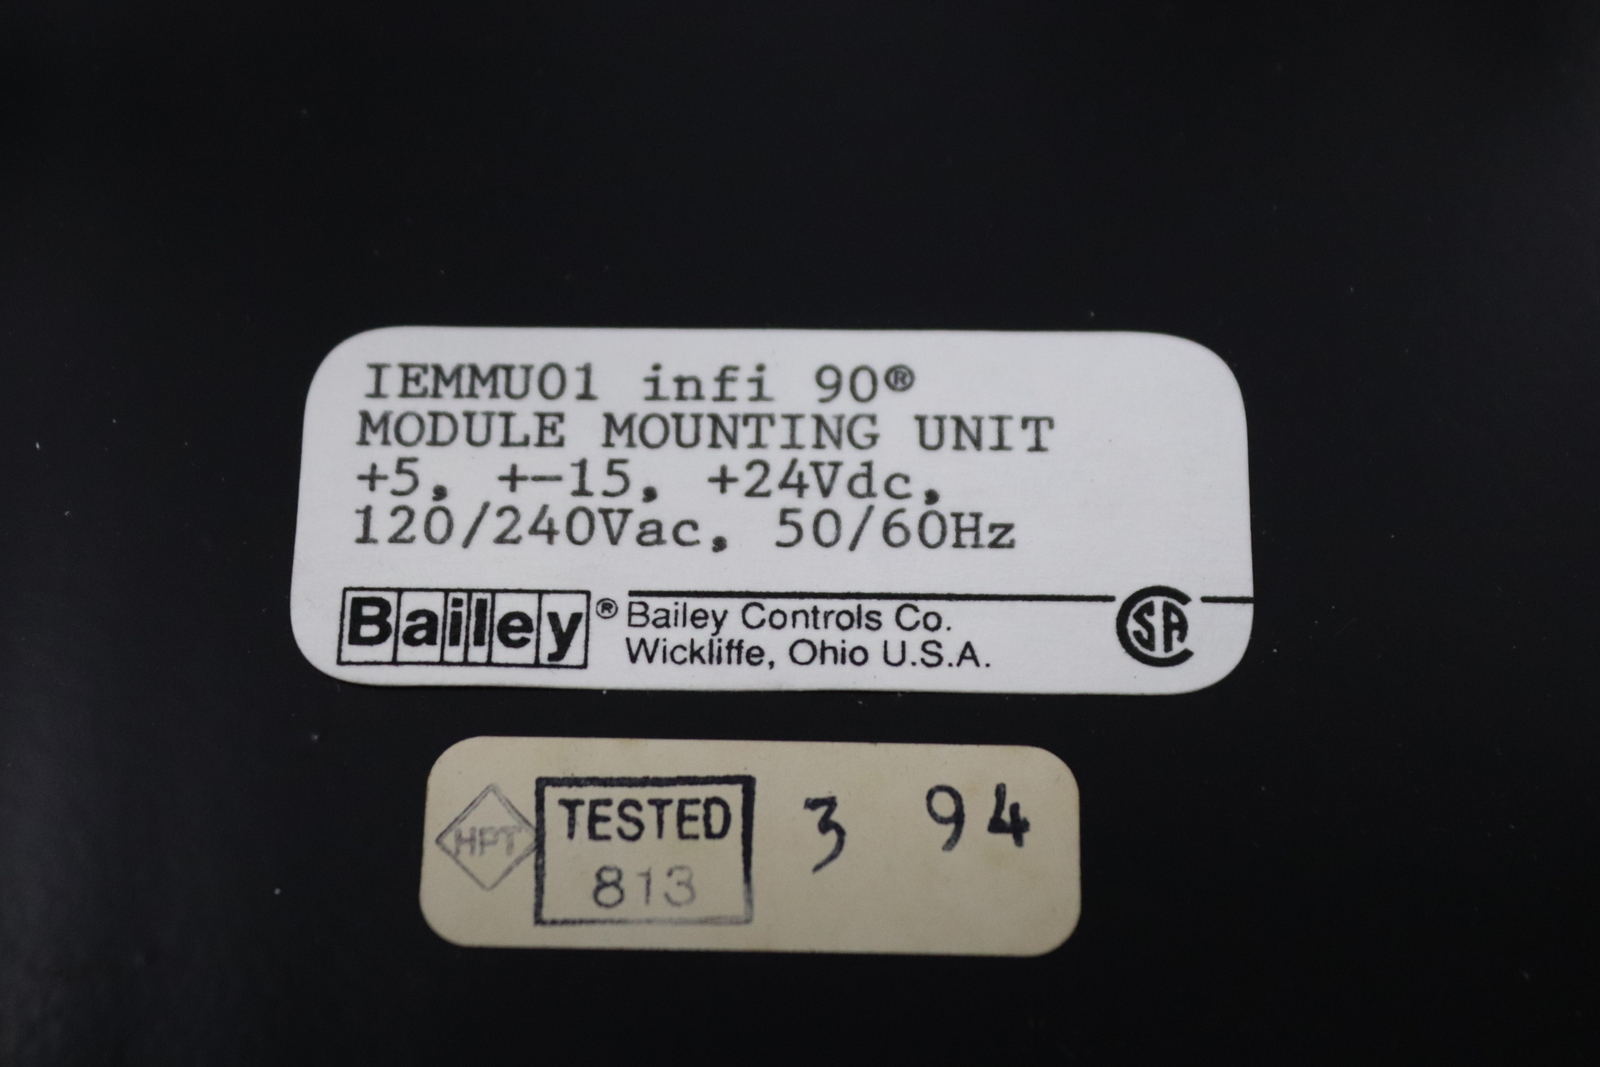 IEMMU01 infi 90®
MODULE MOUNTING UNIT
+5, +-15, +24Vdc,
120/240Vac, 50/60Hz
Bailey® Bailey Controls Co.
Wickliffe, Ohio U.S.A.
SA
HPT TESTED 3 94
813